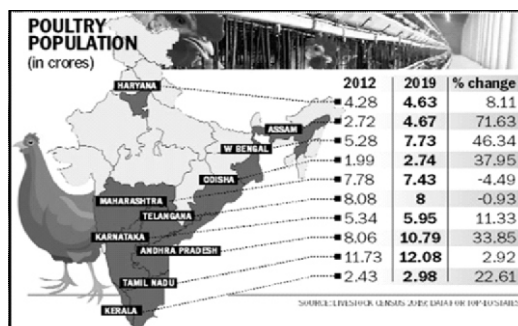 POULTRY
POPULATION
(in crores)
2012 2019 % change
HARYANA 4.28 4.63 8.11
ASSAM 2.72 4.67 71.63
W BENGAL 5.28 7.73 46.34
ODISHA 1.99 2.74 37.95
MAHARASHTRA 7.78 7.43 -4.49
TELANGANA 8.08 8 -0.93
KARNATAKA 5.34 5.95 11.33
ANDHRA PRADESH 8.06 10.79 33.85
TAMIL NADU 11.73 12.08 2.92
KERALA 2.43 2.98 22.61
SOURCE: LIVESTOCK CENSUS 2019; DATA FOR TOP-10 STATES